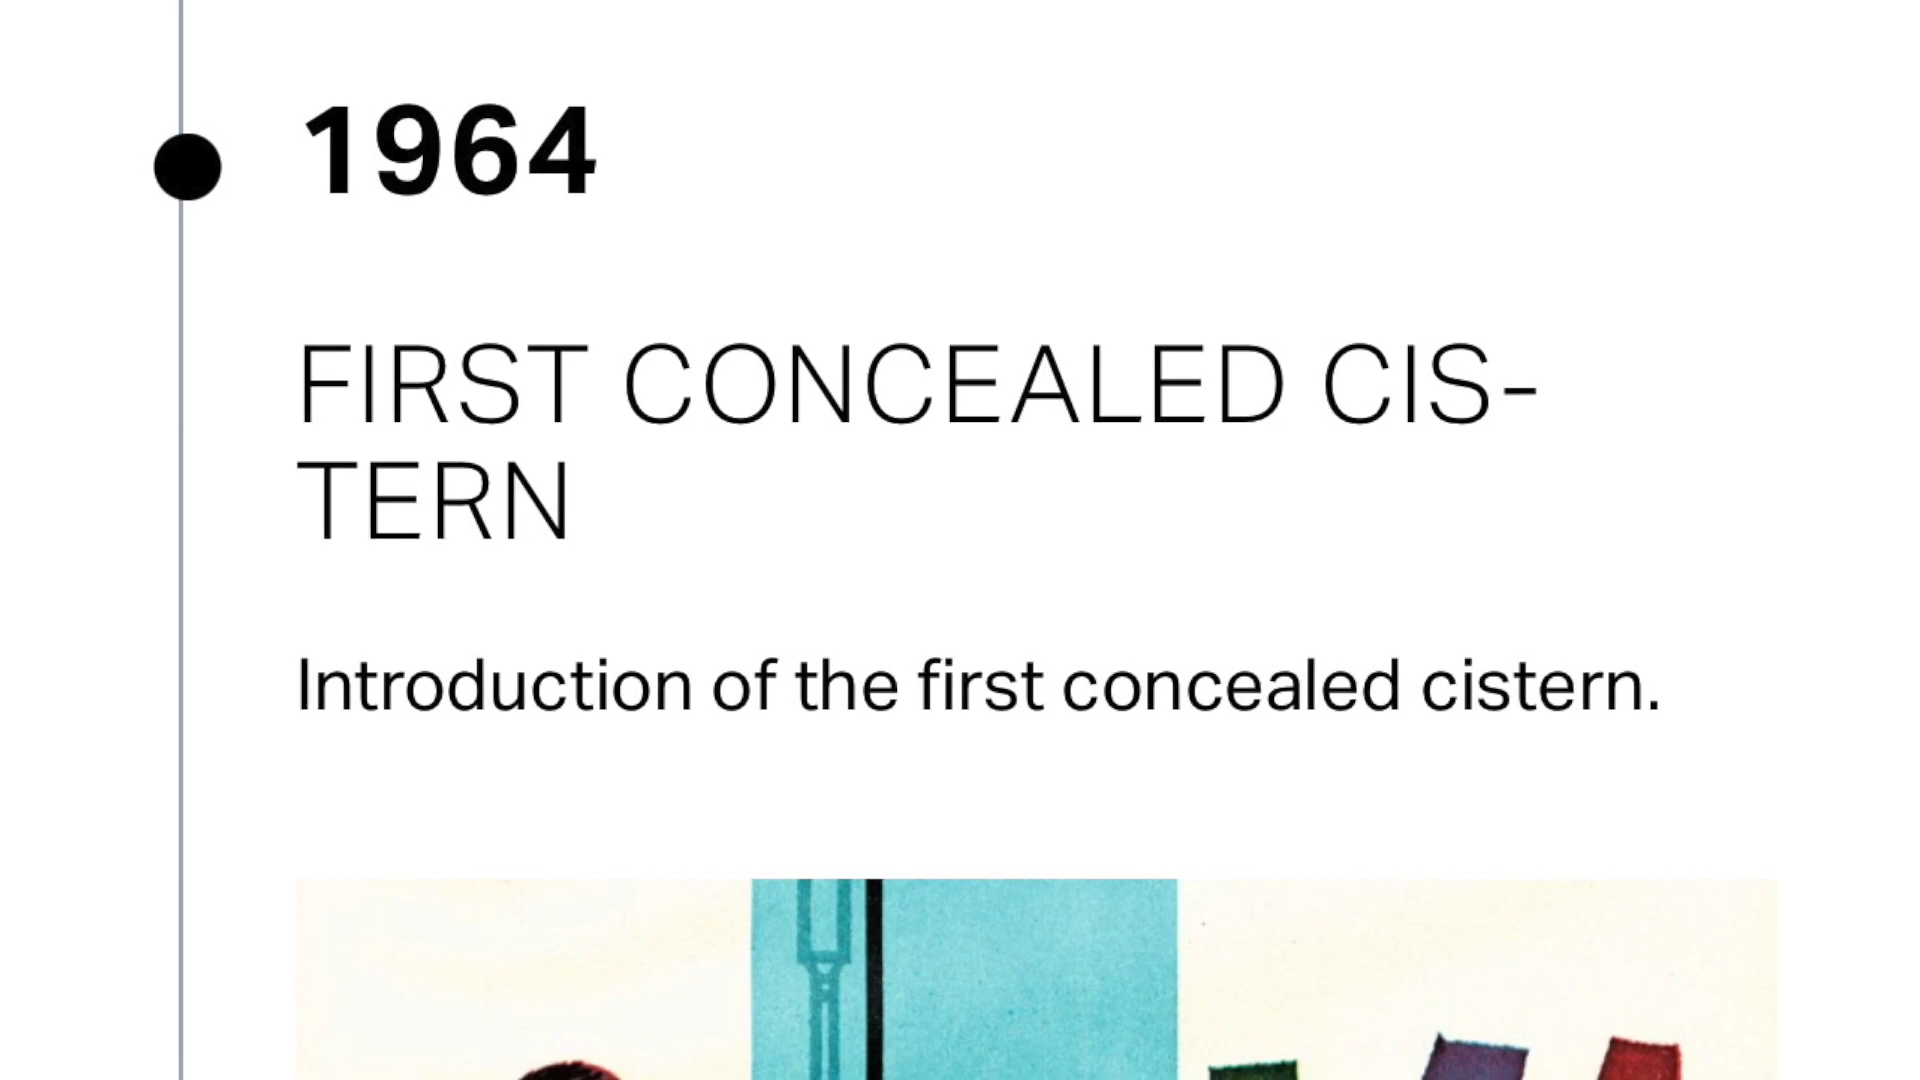 1964
FIRST CONCEALED CIS-
TERN
Introduction of the first concealed cistern.